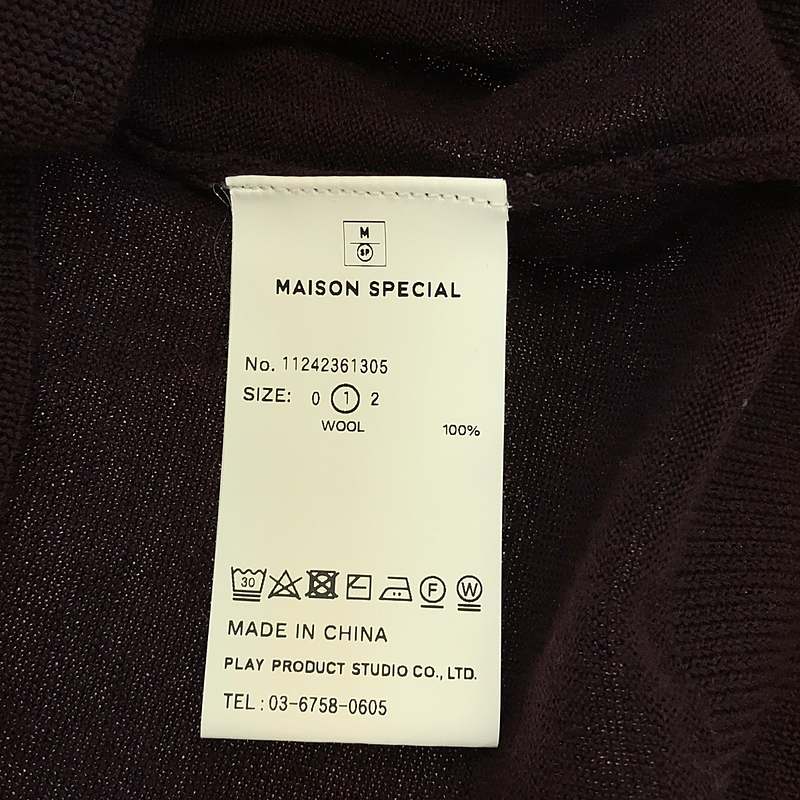 M
SP
MAISON SPECIAL
No. 11242361305
SIZE: 0 1 2
WOOL 100%
30 F W
MADE IN CHINA
PLAY PRODUCT STUDIO CO., LTD.
TEL : 03-6758-0605